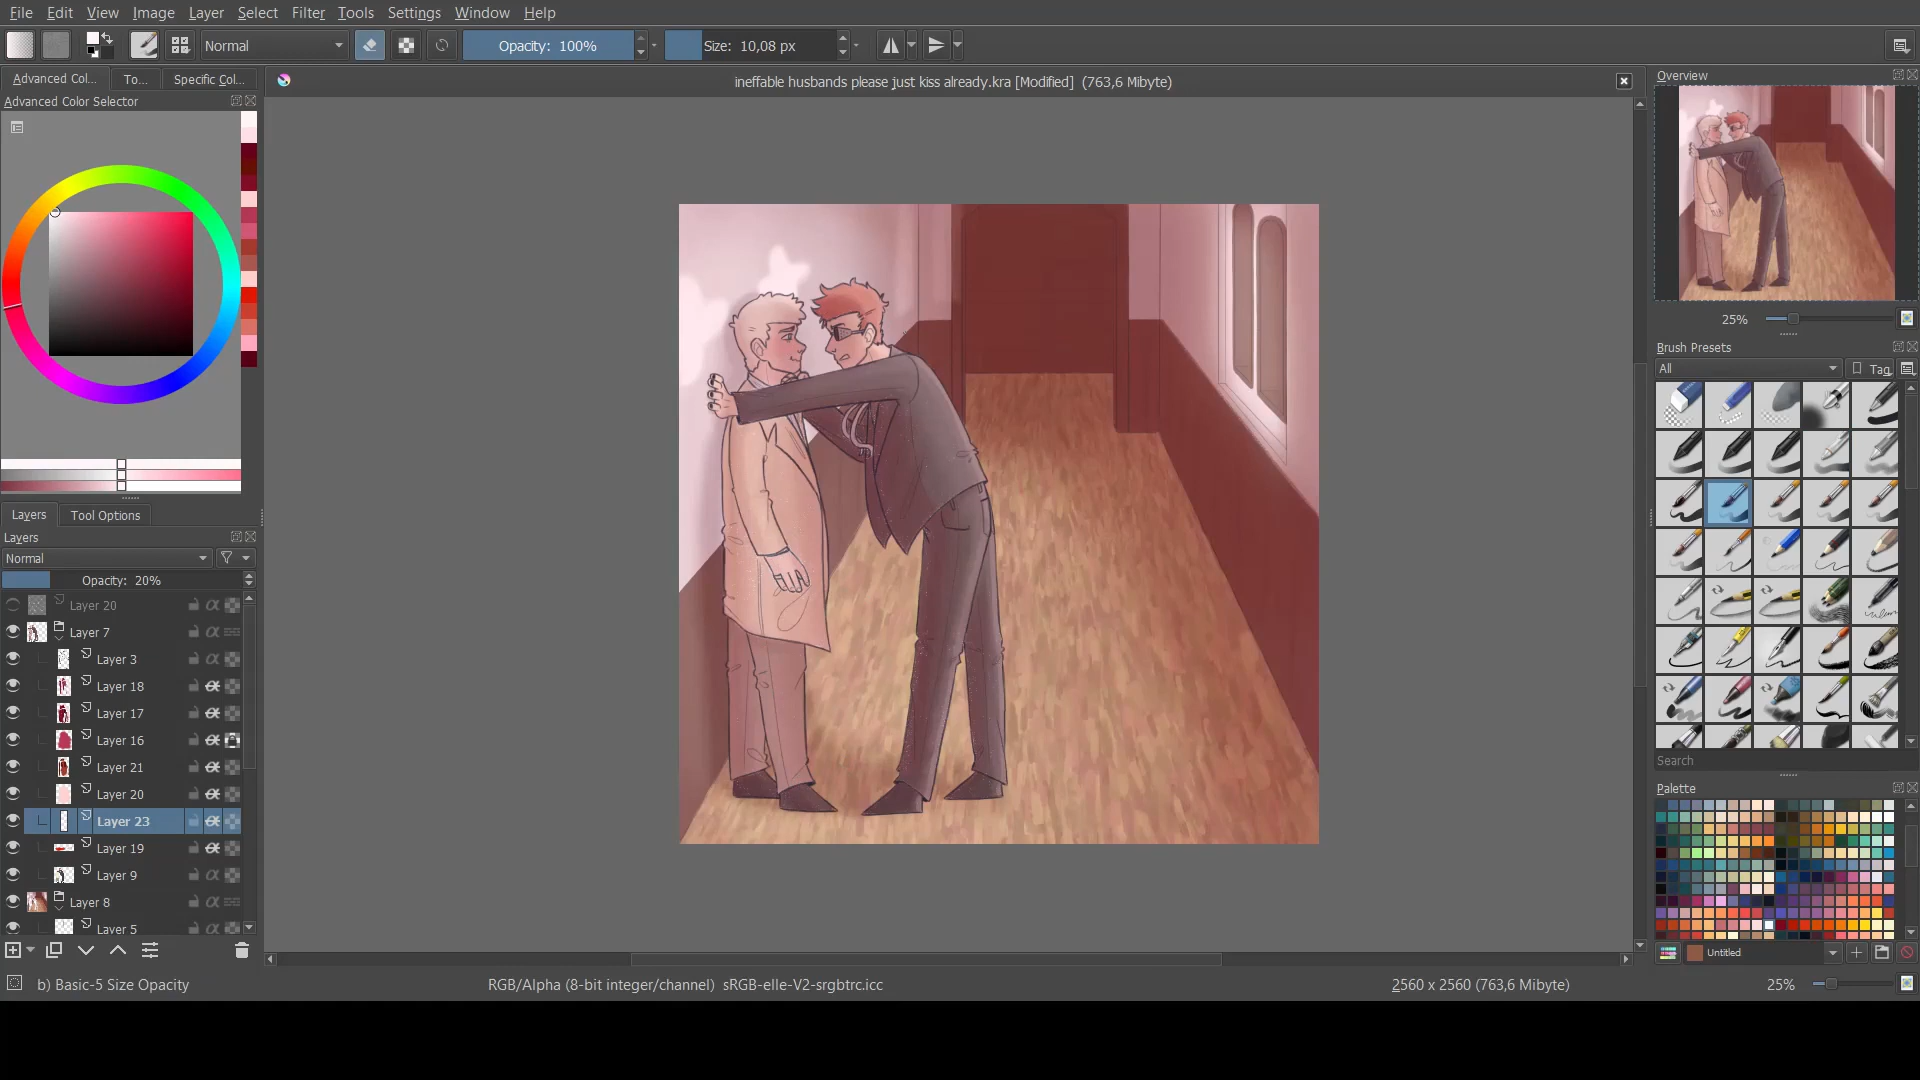 File Edit View Image Layer Select Filter Tools Settings Window Help
Normal
Opacity: 100%
Size: 10,08 px
Advanced Col...
To...
Specific Col...
ineffable husbands please just kiss already.kra [Modified] (763,6 Mibyte)
Overview
Advanced Color Selector
25%
Brush Presets
All
Tag
Layers
Tool Options
Layers
Normal
Opacity: 20%
Layer 20
Layer 7
Layer 3
Layer 18
Layer 17
Layer 16
Layer 21
Layer 20
Layer 23
Layer 19
Layer 9
Layer 8
Layer 5
Search
Palette
Untitled
b) Basic-5 Size Opacity
RGB/Alpha (8-bit integer/channel) sRGB-elle-V2-srgbtrc.icc
2560 x 2560 (763,6 Mibyte)
25%